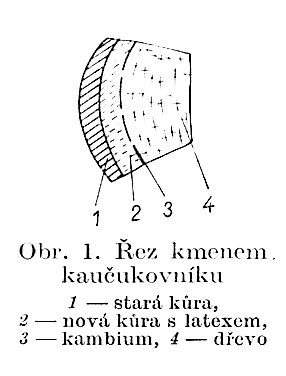 1 2 3 4
Obr. 1. Řez kmenem
kaučukovníku
1 — stará kůra,
2 — nová kůra s latexem,
3 — kambium, 4 — dřevo